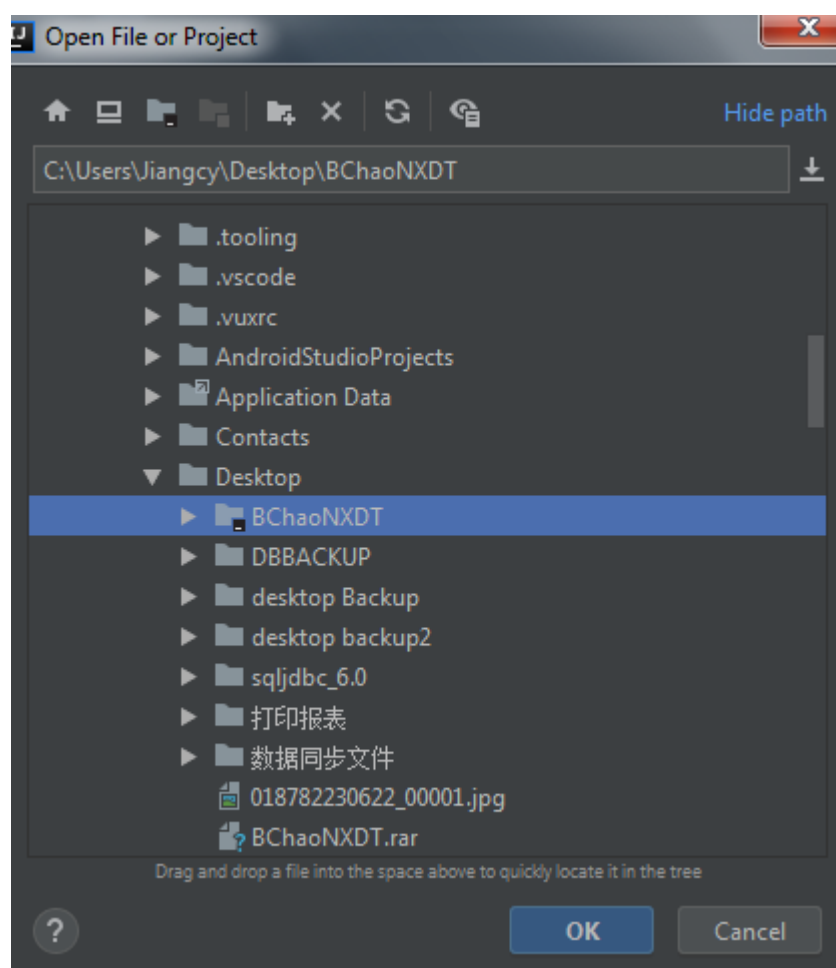 Open File or Project
Hide path
C:\Users\Jiangcy\Desktop\BChaoNXDT
.tooling
.vscode
.vuxrc
AndroidStudioProjects
Application Data
Contacts
Desktop
BChaoNXDT
DBBACKUP
desktop Backup
desktop backup2
sqljdbc_6.0
打印报表
数据同步文件
018782230622_00001.jpg
BChaoNXDT.rar
Drag and drop a file into the space above to quickly locate it in the tree
?
OK
Cancel